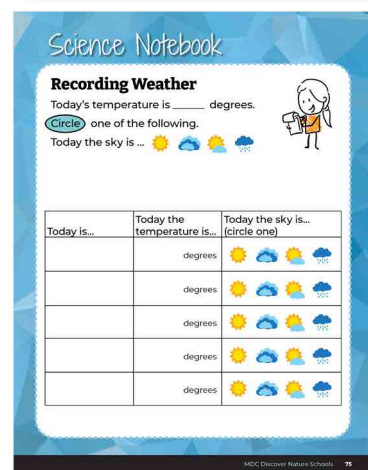 Science Notebook
Recording Weather
Today's temperature is ______ degrees.
Circle one of the following.
Today the sky is ...
Today is...
Today the temperature is...
Today the sky is... (circle one)
degrees
degrees
degrees
degrees
degrees
MDC Discover Nature Schools 75